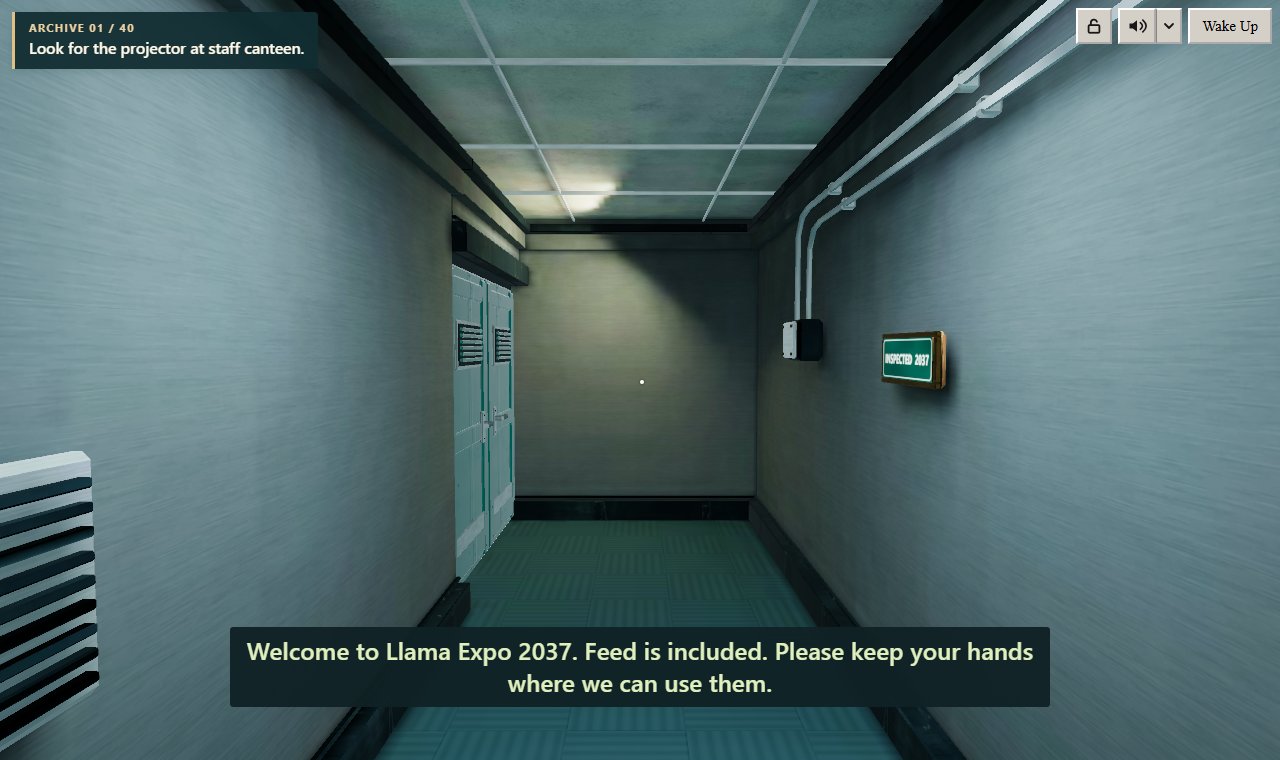 ARCHIVE 01 / 40
Look for the projector at staff canteen.
Wake Up
INSPECTED 2037
Welcome to Llama Expo 2037. Feed is included. Please keep your hands
where we can use them.